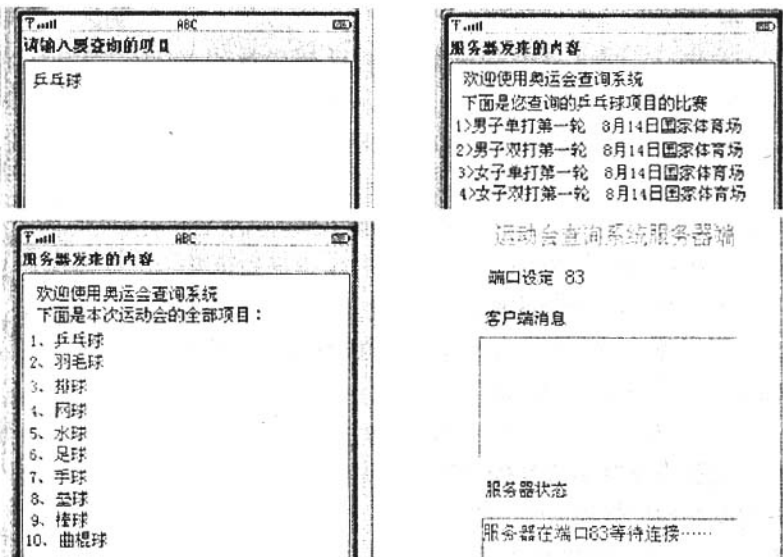 T
ABC
请输入要查询的项目
乒乓球
T
服务器发来的内容
欢迎使用奥运会查询系统
下面是您查询的乒乓球项目的比赛
1>男子单打第一轮 8月14日国家体育场
2>男子双打第一轮 8月14日国家体育场
3>女子单打第一轮 8月14日国家体育场
4>女子双打第一轮 8月14日国家体育场
T
ABC
服务器发来的内容
欢迎使用奥运会查询系统
下面是本次运动会的全部项目：
1、乒乓球
2、羽毛球
3、排球
4、网球
5、水球
6、足球
7、手球
8、垒球
9、棒球
10、曲棍球
运动会查询系统服务器端
端口设定 83
客户端消息
服务器状态
服务器在端口83等待连接……